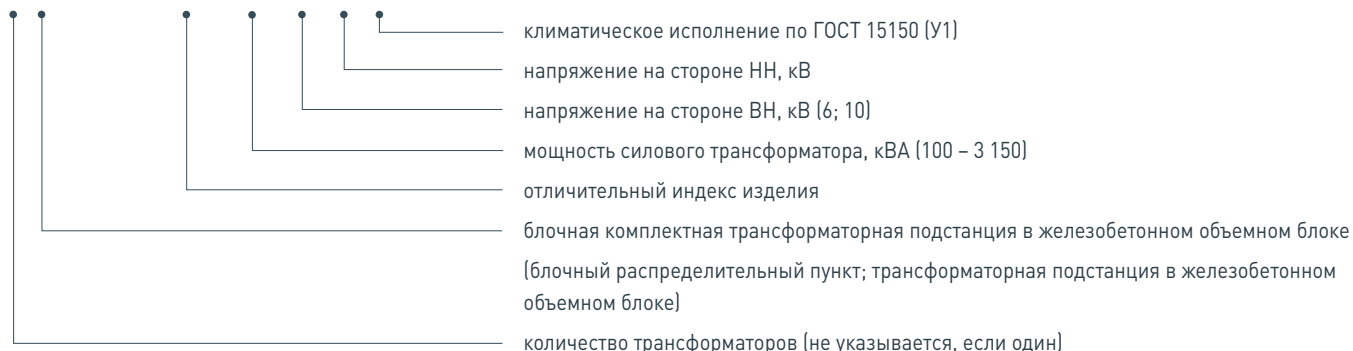 климатическое исполнение по ГОСТ 15150 (У1)
напряжение на стороне НН, кВ
напряжение на стороне ВН, кВ (6; 10)
мощность силового трансформатора, кВА (100 – 3 150)
отличительный индекс изделия
блочная комплектная трансформаторная подстанция в железобетонном объемном блоке
(блочный распределительный пункт; трансформаторная подстанция в железобетонном
объемном блоке)
количество трансформаторов (не указывается, если один)